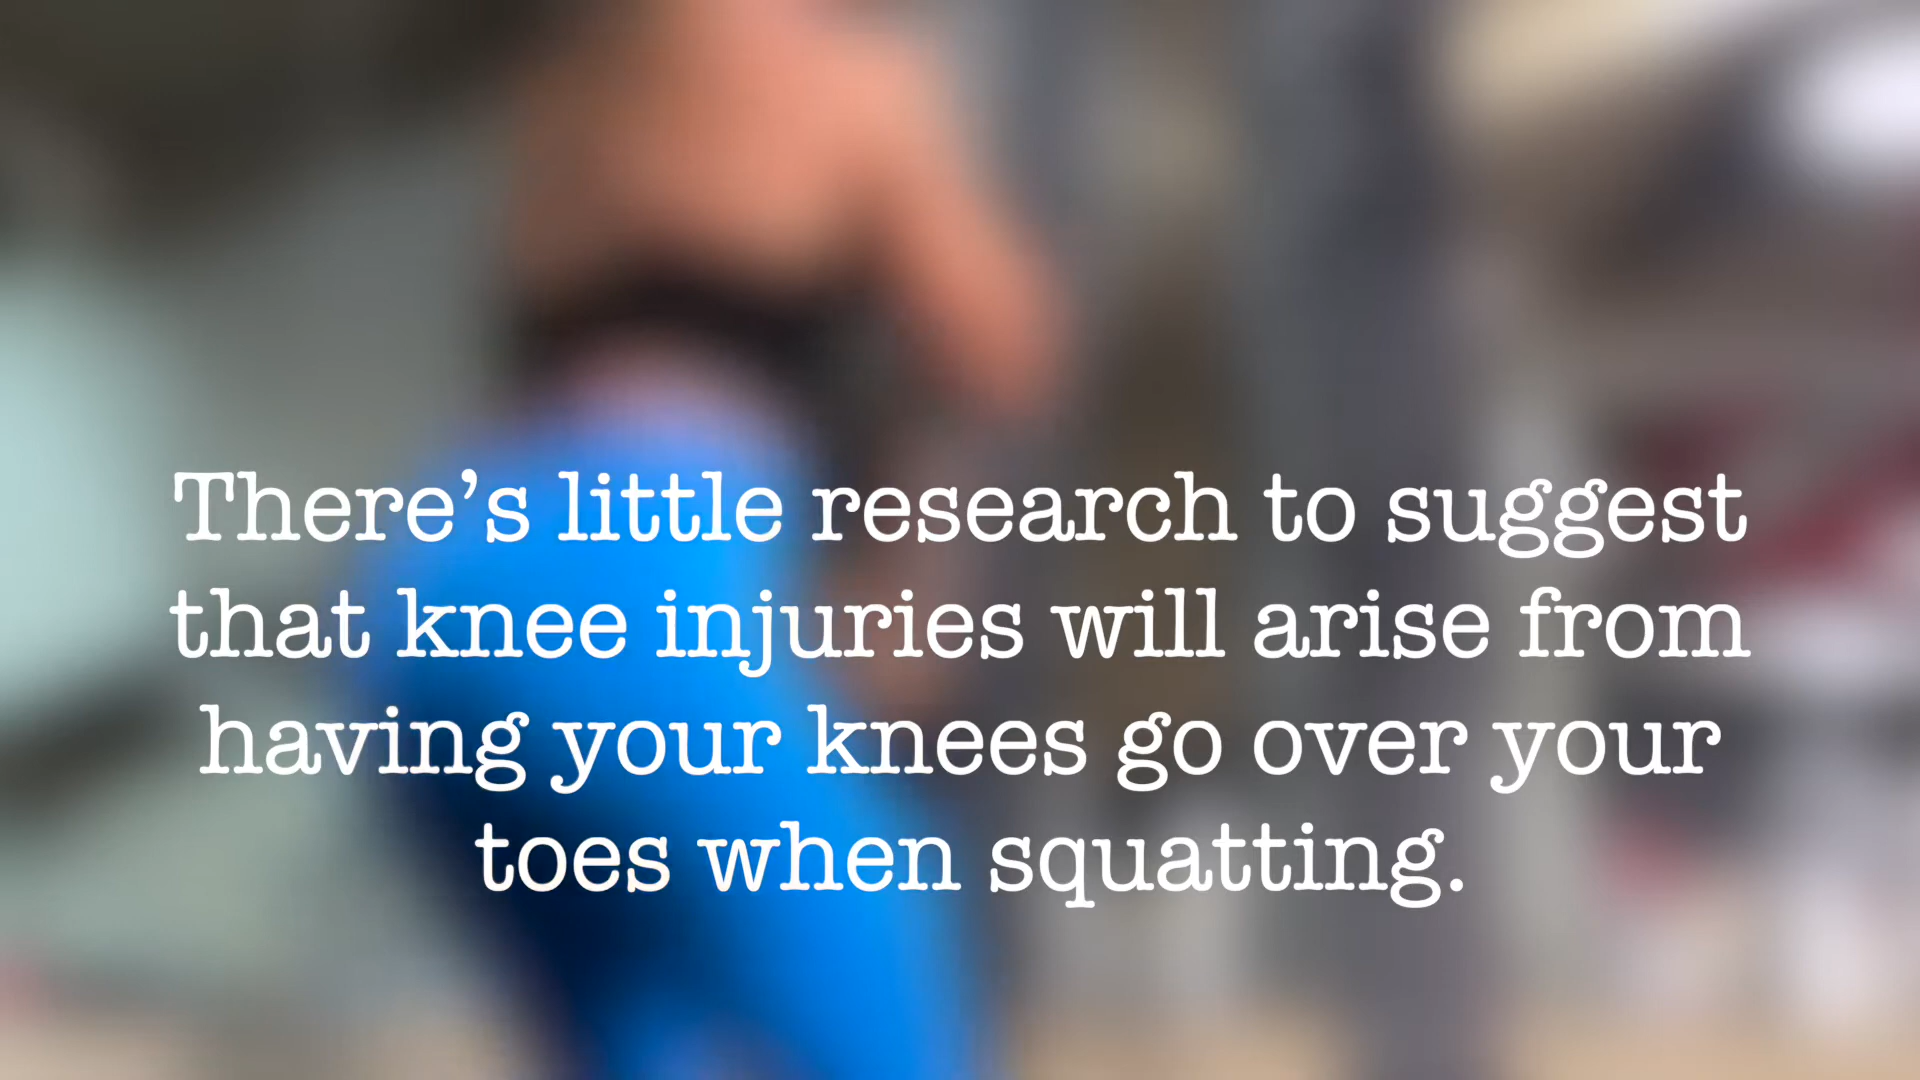 There’s little research to suggest
that knee injuries will arise from
having your knees go over your
toes when squatting.